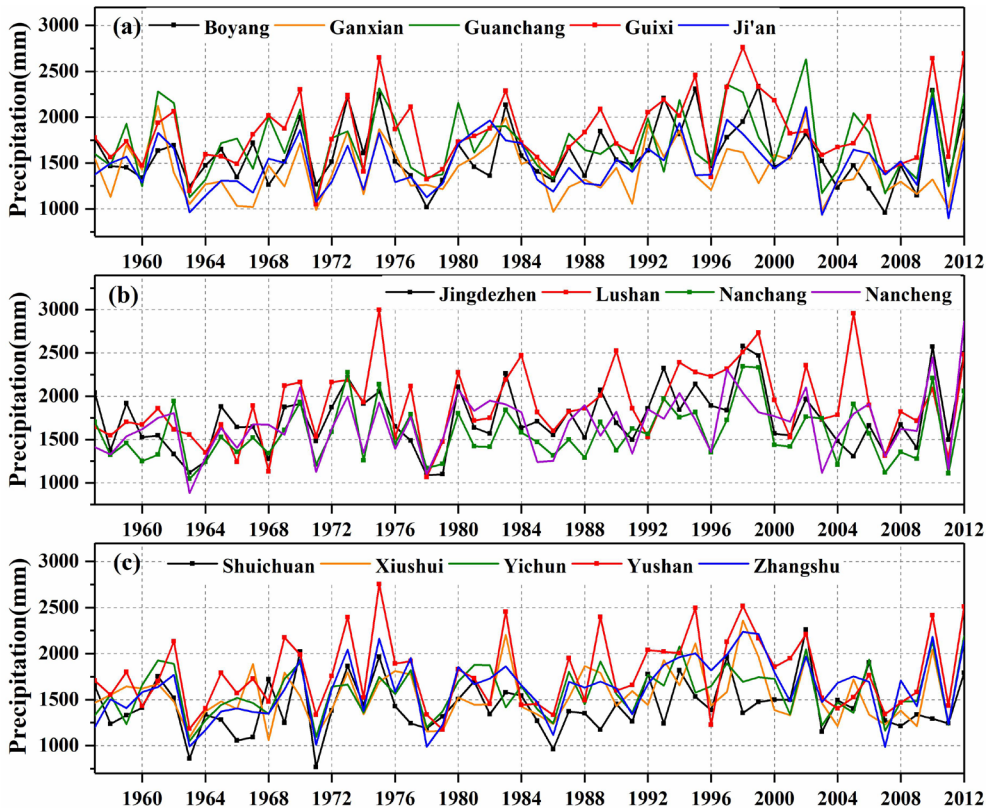 (a) Boyang Ganxian Guanchang Guixi Ji'an
Precipitation(mm)
3000
2500
2000
1500
1000
1960 1964 1968 1972 1976 1980 1984 1988 1992 1996 2000 2004 2008 2012
(b) Jingdezhen Lushan Nanchang Nancheng
Precipitation(mm)
3000
2500
2000
1500
1000
1960 1964 1968 1972 1976 1980 1984 1988 1992 1996 2000 2004 2008 2012
(c) Shuichuan Xiushui Yichun Yushan Zhangshu
Precipitation(mm)
3000
2500
2000
1500
1000
1960 1964 1968 1972 1976 1980 1984 1988 1992 1996 2000 2004 2008 2012